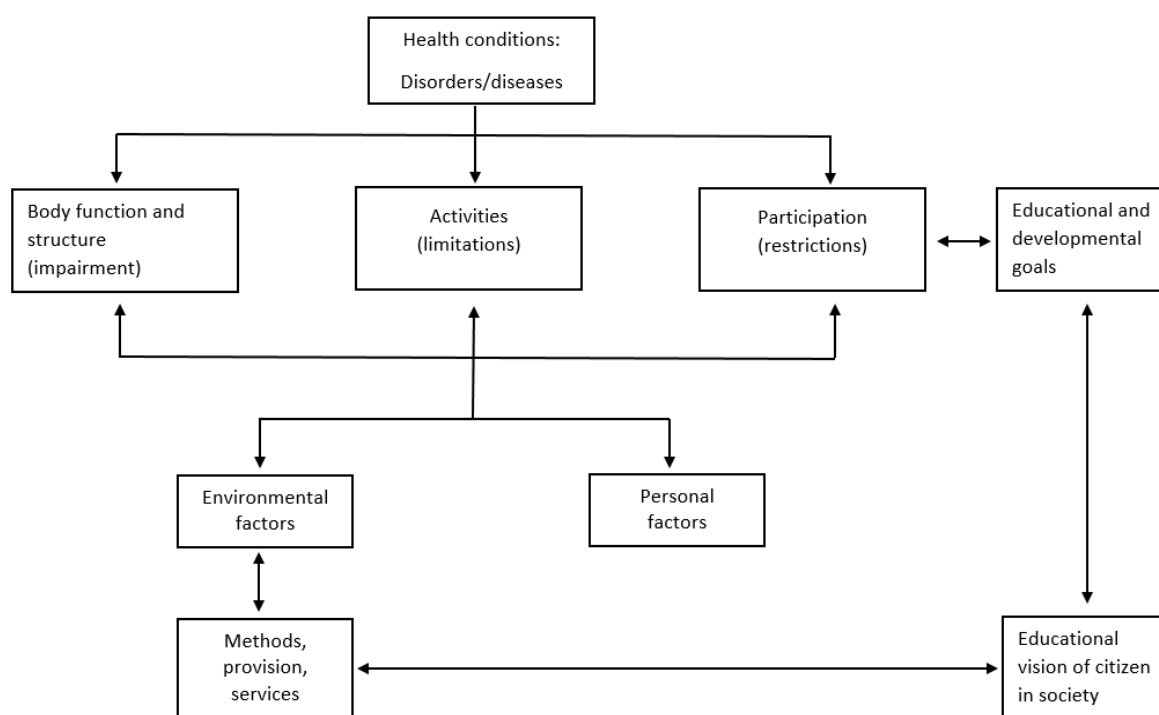 Health conditions:
Disorders/diseases
Body function and
structure
(impairment)
Activities
(limitations)
Participation
(restrictions)
Educational and
developmental
goals
Environmental
factors
Personal
factors
Methods,
provision,
services
Educational
vision of citizen
in society